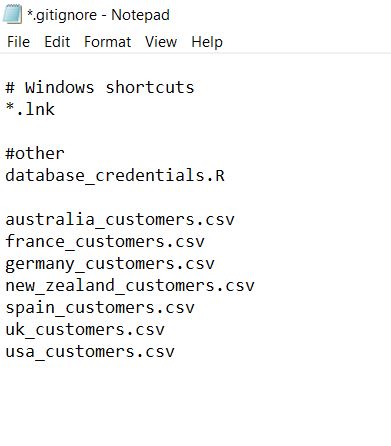 *.gitignore - Notepad
File Edit Format View Help
# Windows shortcuts
*.lnk
#other
database_credentials.R
australia_customers.csv
france_customers.csv
germany_customers.csv
new_zealand_customers.csv
spain_customers.csv
uk_customers.csv
usa_customers.csv